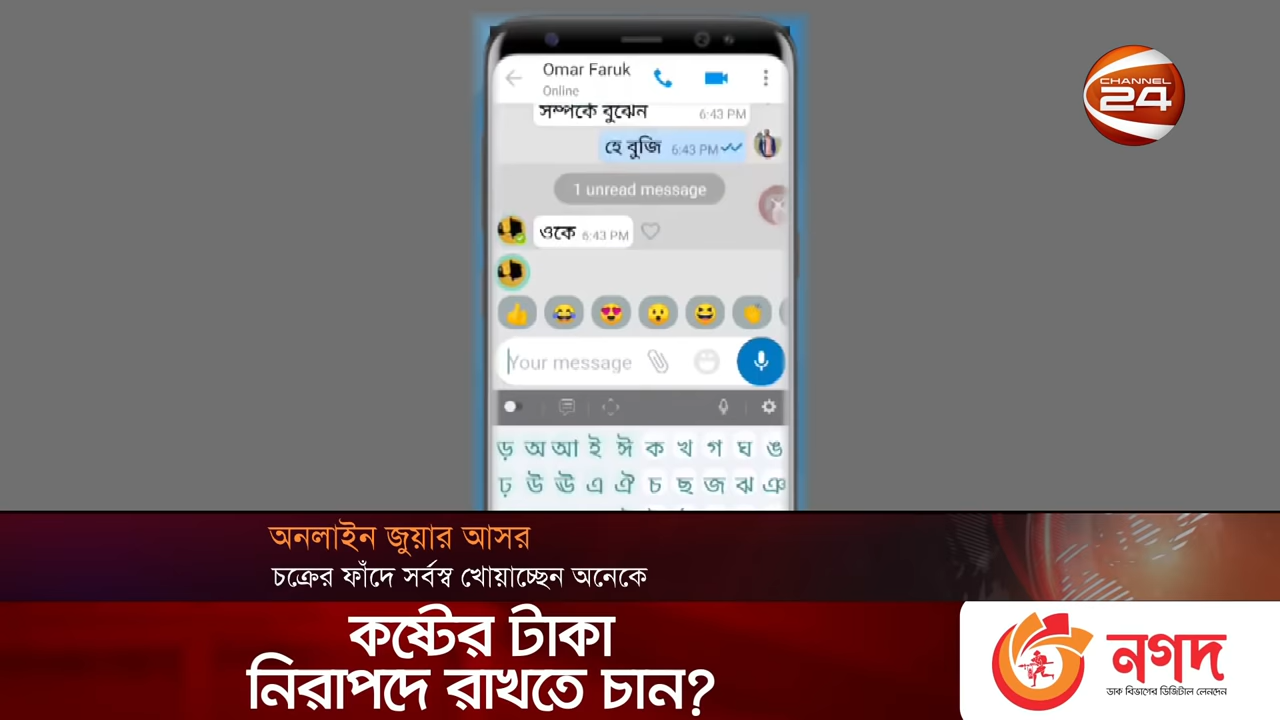 Omar Faruk
Online
CHANNEL
24
সম্পর্কে বুঝেন 6:43 PM
হে বুজি 6:43 PM
1 unread message
ওকে 6:43 PM
Your message
ড় অ আ ই ঈ ক খ গ ঘ ঙ
ঢ় উ ঊ এ ঐ চ ছ জ ঝ ঞ
অনলাইন জুয়ার আসর
চক্রের ফাঁদে সর্বস্ব খোয়াচ্ছেন অনেকে
কষ্টের টাকা
নিরাপদে রাখতে চান?
নগদ
ডাক বিভাগের ডিজিটাল লেনদেন